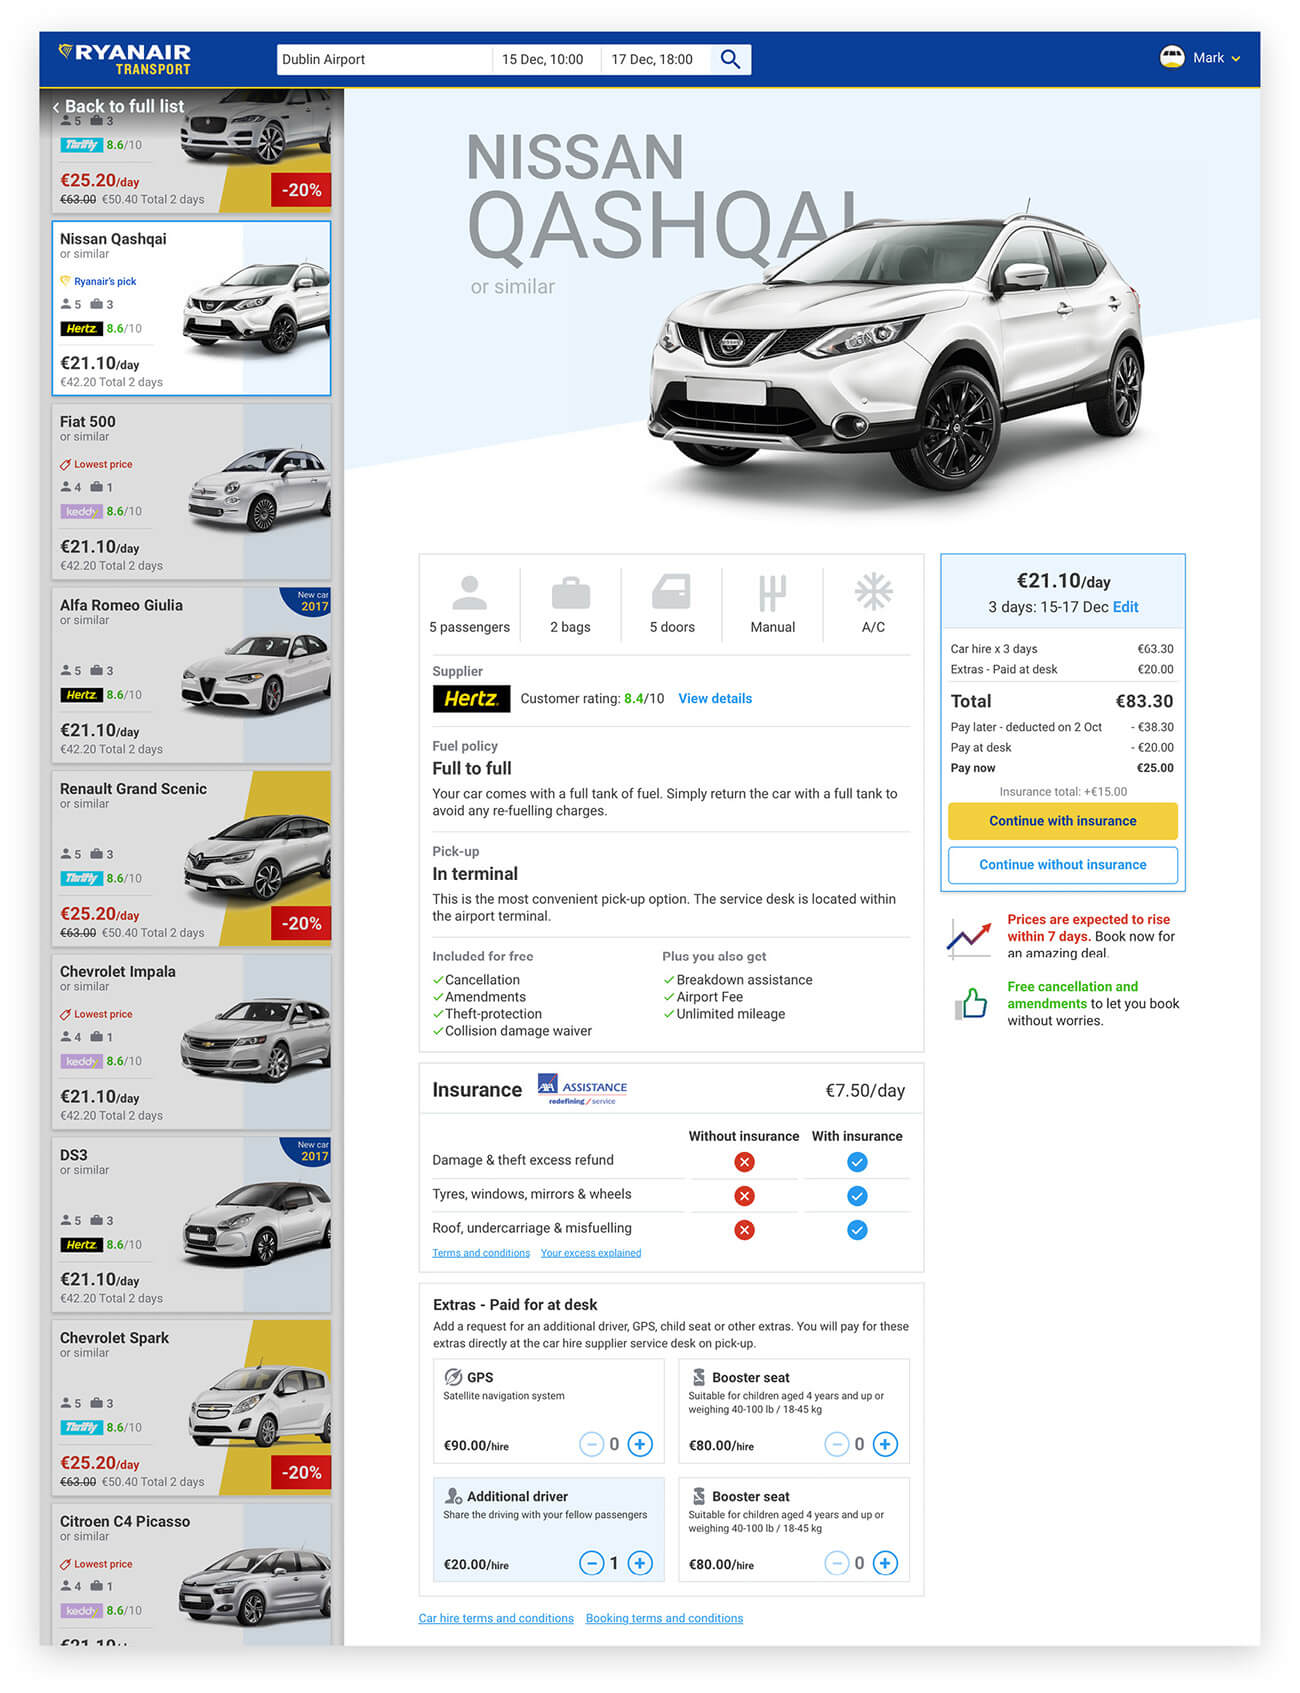 RYANAIR
TRANSPORT
Dublin Airport
15 Dec, 10:00
17 Dec, 18:00
Mark
Back to full list
5 3
Thrifty 8.6/10
€25.20/day
€63.00 €50.40 Total 2 days
-20%
Nissan Qashqai
or similar
Ryanair's pick
5 3
Hertz. 8.6/10
€21.10/day
€42.20 Total 2 days
Fiat 500
or similar
Lowest price
4 1
keddy 8.6/10
€21.10/day
€42.20 Total 2 days
Alfa Romeo Giulia
or similar
New car
2017
5 3
Hertz. 8.6/10
€21.10/day
€42.20 Total 2 days
Renault Grand Scenic
or similar
5 3
Thrifty 8.6/10
€25.20/day
€63.00 €50.40 Total 2 days
-20%
Chevrolet Impala
or similar
Lowest price
4 1
keddy 8.6/10
€21.10/day
€42.20 Total 2 days
DS3
or similar
New car
2017
5 3
Hertz. 8.6/10
€21.10/day
€42.20 Total 2 days
Chevrolet Spark
or similar
5 3
Thrifty 8.6/10
€25.20/day
€63.00 €50.40 Total 2 days
-20%
Citroen C4 Picasso
or similar
Lowest price
4 1
keddy 8.6/10
NISSAN
QASHQAI
or similar
5 passengers
2 bags
5 doors
Manual
A/C
Supplier
Hertz. Customer rating: 8.4/10 View details
Fuel policy
Full to full
Your car comes with a full tank of fuel. Simply return the car with a full tank to
avoid any re-fuelling charges.
Pick-up
In terminal
This is the most convenient pick-up option. The service desk is located within
the airport terminal.
Included for free
Cancellation
Amendments
Theft-protection
Collision damage waiver
Plus you also get
Breakdown assistance
Airport Fee
Unlimited mileage
Insurance
AXA ASSISTANCE
redefining / service
€7.50/day
Without insurance With insurance
Damage & theft excess refund
Tyres, windows, mirrors & wheels
Roof, undercarriage & misfuelling
Terms and conditions Your excess explained
Extras - Paid for at desk
Add a request for an additional driver, GPS, child seat or other extras. You will pay for these
extras directly at the car hire supplier service desk on pick-up.
GPS
Satellite navigation system
€90.00/hire
0
Booster seat
Suitable for children aged 4 years and up or
weighing 40-100 lb / 18-45 kg
€80.00/hire
0
Additional driver
Share the driving with your fellow passengers
€20.00/hire
1
Booster seat
Suitable for children aged 4 years and up or
weighing 40-100 lb / 18-45 kg
€80.00/hire
0
Car hire terms and conditions Booking terms and conditions
€21.10/day
3 days: 15-17 Dec Edit
Car hire x 3 days €63.30
Extras - Paid at desk €20.00
Total €83.30
Pay later - deducted on 2 Oct - €38.30
Pay at desk - €20.00
Pay now €25.00
Insurance total: +€15.00
Continue with insurance
Continue without insurance
Prices are expected to rise
within 7 days. Book now for
an amazing deal.
Free cancellation and
amendments to let you book
without worries.